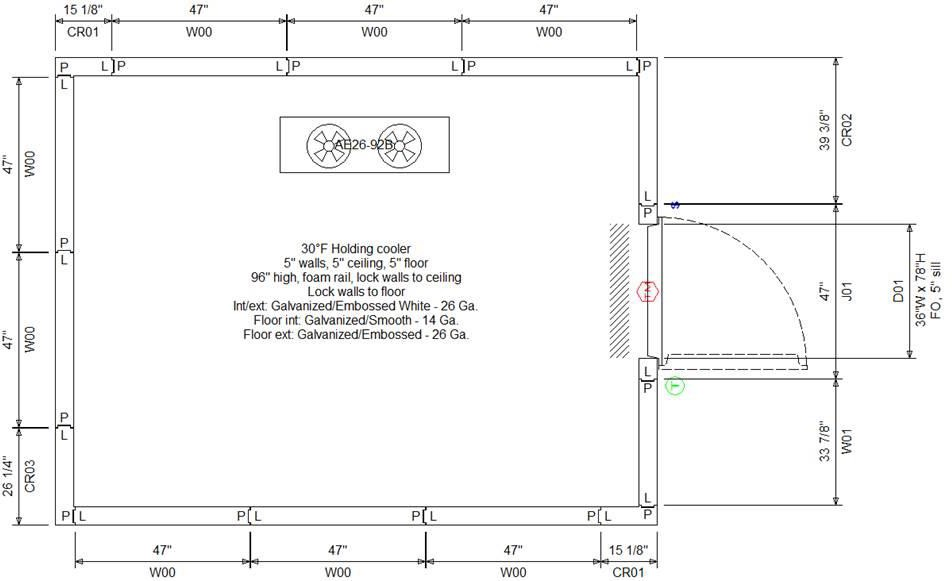 15 1/8" 47" 47" 47"
CR01 W00 W00 W00
P L P L P L P L P
L
AE26-92B
47" W00
39 3/8" CR02
L
P
S
P
L
30°F Holding cooler
5" walls, 5" ceiling, 5" floor
96" high, foam rail, lock walls to ceiling
Lock walls to floor
Int/ext: Galvanized/Embossed White - 26 Ga.
Floor int: Galvanized/Smooth - 14 Ga.
Floor ext: Galvanized/Embossed - 26 Ga.
TM
47" J01
D01
36"W x 78"H
FO, 5" sill
47" W00
L
P
T
P
L
33 7/8" W01
26 1/4" CR03
L
P L P L P L P L P
47" 47" 47" 15 1/8"
W00 W00 W00 CR01